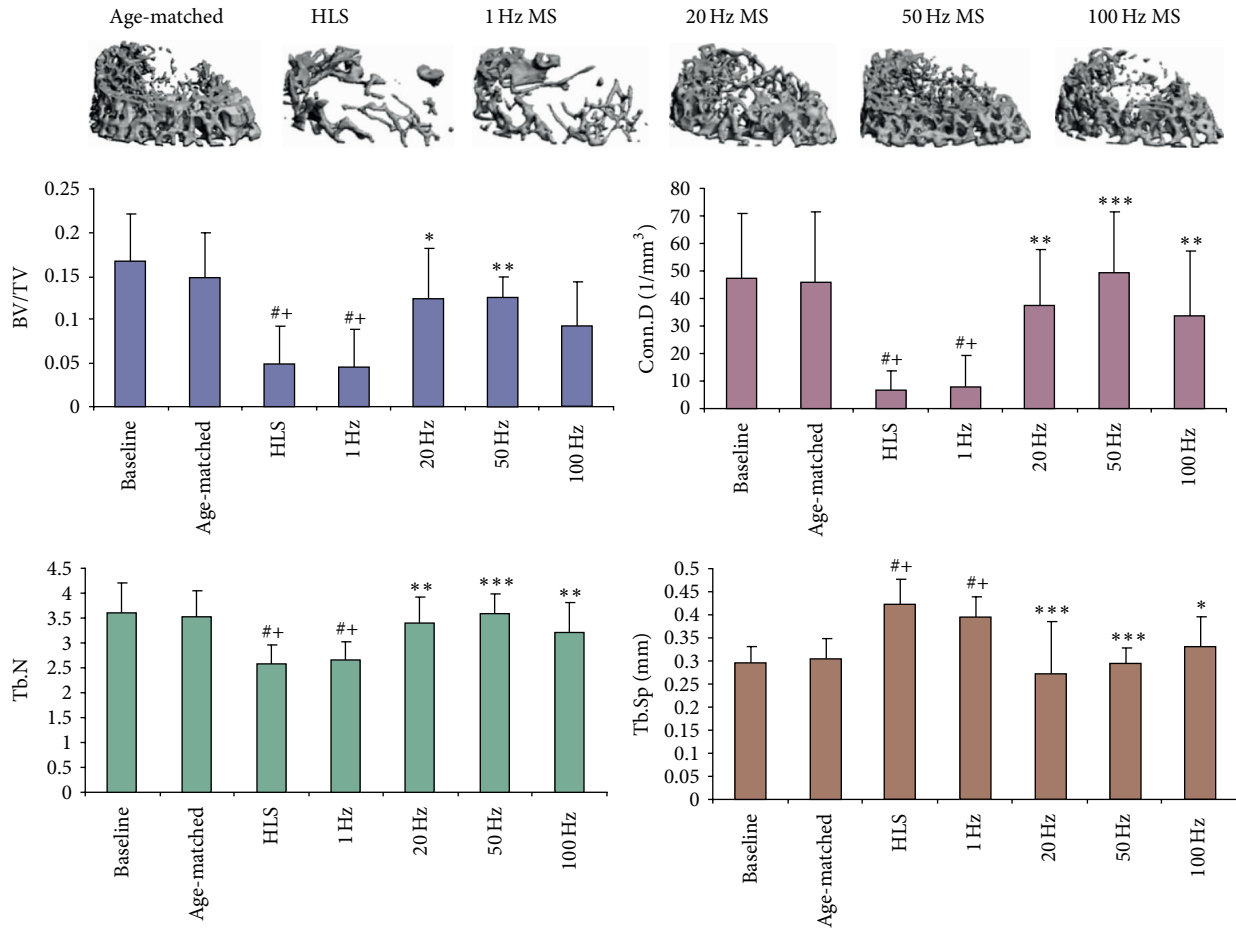 Age-matched HLS 1 Hz MS 20 Hz MS 50 Hz MS 100 Hz MS
BV/TV
0.25
0.2
0.15
0.1
0.05
0
#+
#+
*
**
Baseline
Age-matched
HLS
1 Hz
20 Hz
50 Hz
100 Hz
Conn.D (1/mm³)
80
70
60
50
40
30
20
10
0
#+
#+
**
***
**
Baseline
Age-matched
HLS
1 Hz
20 Hz
50 Hz
100 Hz
Tb.N
4.5
4
3.5
3
2.5
2
1.5
1
0.5
0
#+
#+
**
***
**
Baseline
Age-matched
HLS
1 Hz
20 Hz
50 Hz
100 Hz
Tb.Sp (mm)
0.5
0.45
0.4
0.35
0.3
0.25
0.2
0.15
0.1
0.05
0
#+
#+
***
***
*
Baseline
Age-matched
HLS
1 Hz
20 Hz
50 Hz
100 Hz